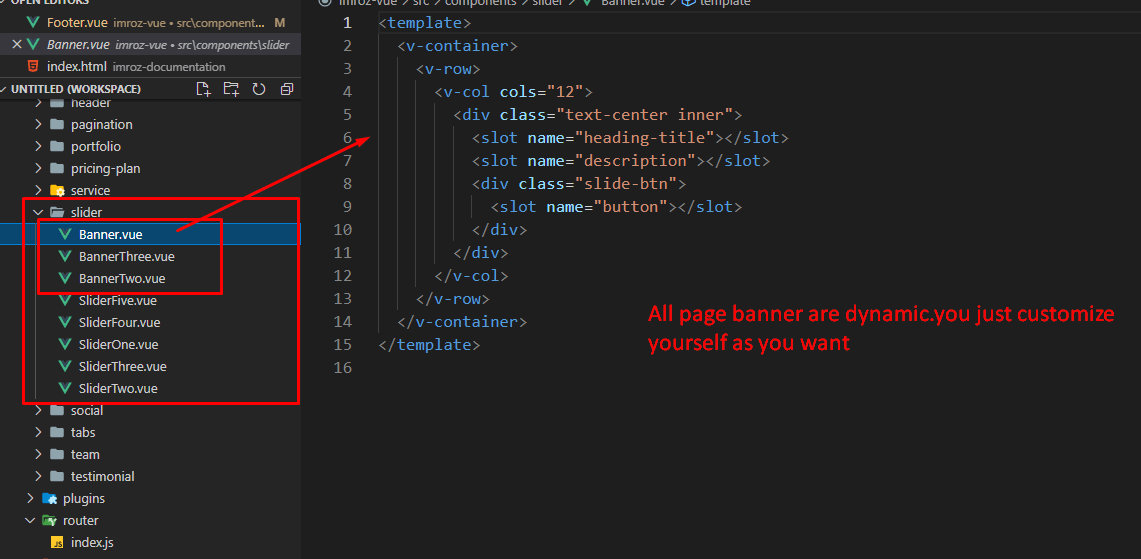 OPEN EDITORS
Footer.vue imroz-vue • src\componen... M
Banner.vue imroz-vue • src\components\slider
index.html imroz-documentation
UNTITLED (WORKSPACE)
header
pagination
portfolio
pricing-plan
service
slider
Banner.vue
BannerThree.vue
BannerTwo.vue
SliderFive.vue
SliderFour.vue
SliderOne.vue
SliderThree.vue
SliderTwo.vue
social
tabs
team
testimonial
plugins
router
index.js
imroz-vue > src > components > slider > Banner.vue > template
1 <template>
2 <v-container>
3 <v-row>
4 <v-col cols="12">
5 <div class="text-center inner">
6 <slot name="heading-title"></slot>
7 <slot name="description"></slot>
8 <div class="slide-btn">
9 <slot name="button"></slot>
10 </div>
11 </div>
12 </v-col>
13 </v-row>
14 </v-container>
15 </template>
16
All page banner are dynamic.you just customize
yourself as you want